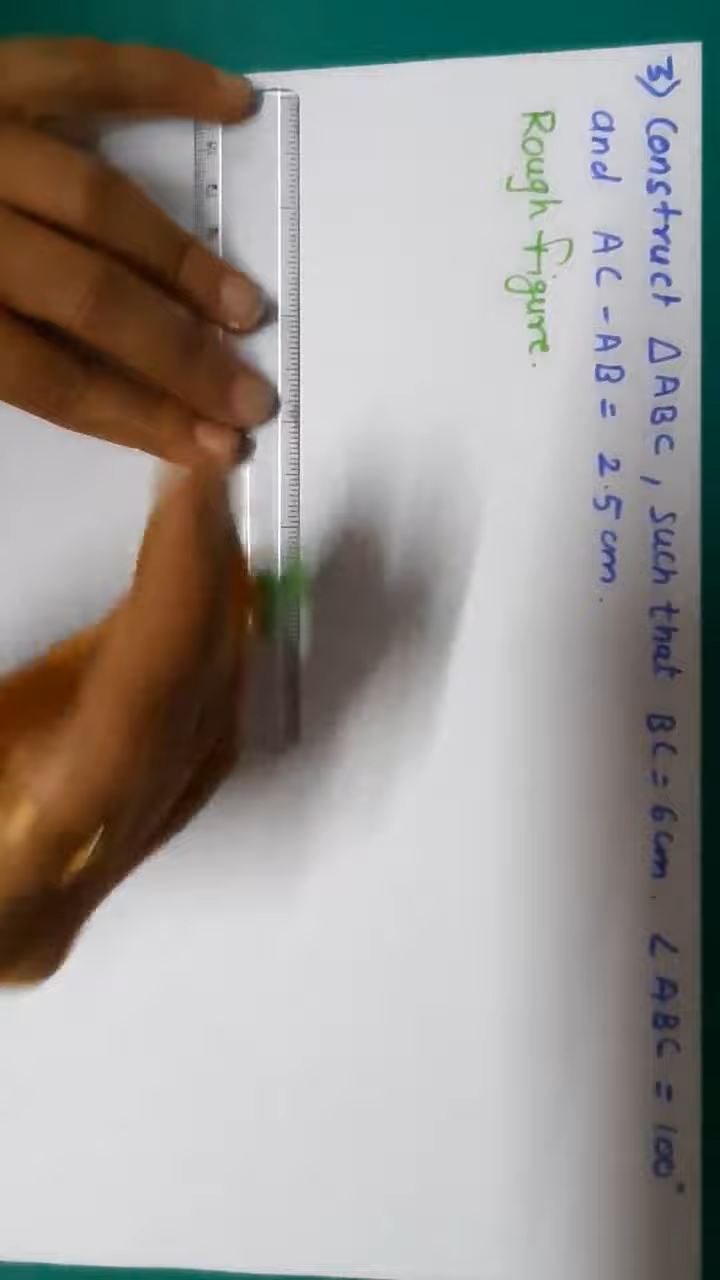 3) Construct △ABC, such that BC = 6cm. ∠ABC = 100°
and AC - AB = 2.5 cm.
Rough figure.